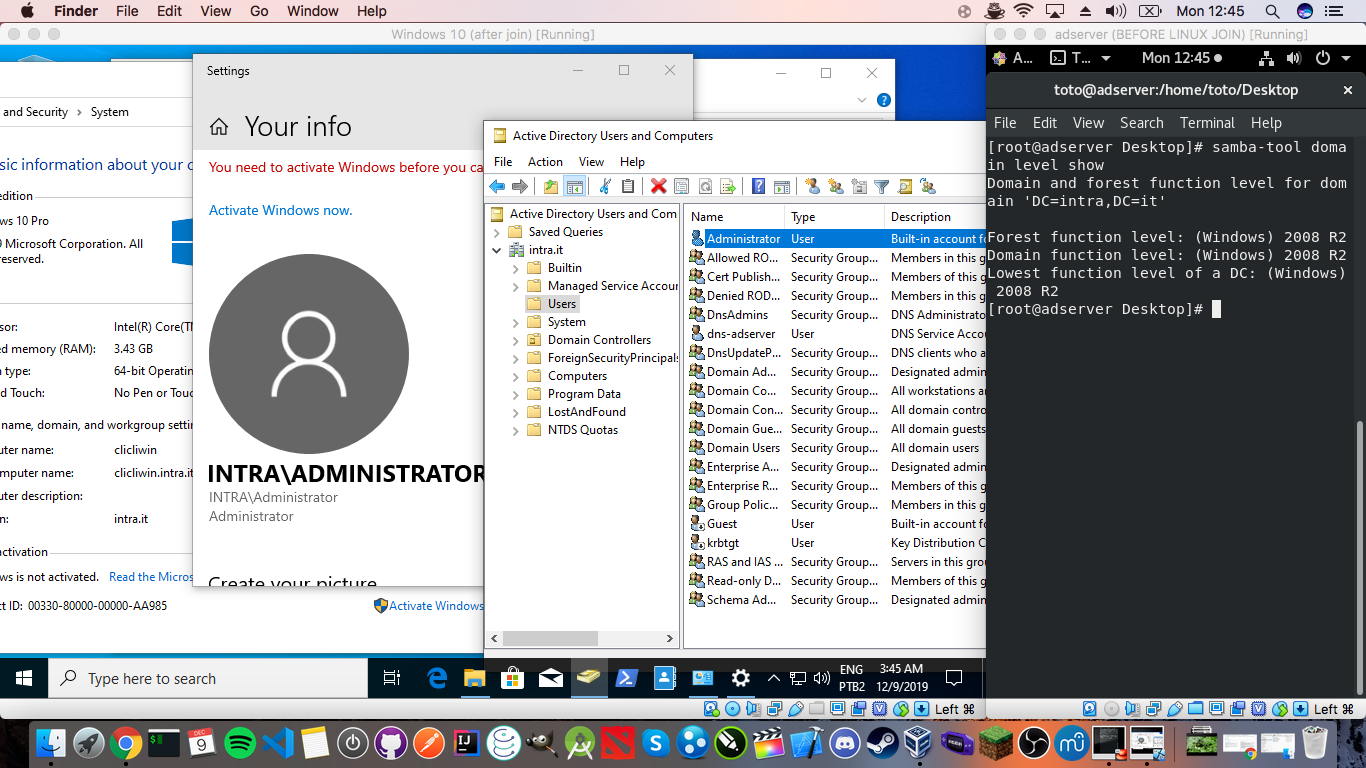 Finder File Edit View Go Window Help
Mon 12:45
Windows 10 (after join) [Running]
and Security > System
sic information about your c
edition
ws 10 Pro
9 Microsoft Corporation. All
reserved.
sor: Intel(R) Core(T
ed memory (RAM): 3.43 GB
n type: 64-bit Operatin
d Touch: No Pen or Touc
name, domain, and workgroup settin
uter name: clicliwin
mputer name: clicliwin.intra.it
uter description:
n: intra.it
activation
ws is not activated. Read the Micros
ct ID: 00330-80000-00000-AA985
Activate Windows
Settings
Your info
You need to activate Windows before you ca
Activate Windows now.
INTRA\ADMINISTRATOR
INTRA\Administrator
Administrator
Create your picture
Active Directory Users and Computers
File Action View Help
Active Directory Users and Com
Saved Queries
intra.it
Builtin
Managed Service Accour
Users
System
Domain Controllers
ForeignSecurityPrincipals
Computers
Program Data
LostAndFound
NTDS Quotas
Name Type Description
Administrator User Built-in account fo
Allowed RO... Security Group... Members in this g
Cert Publish... Security Group... Members of this g
Denied ROD... Security Group... Members in this g
DnsAdmins Security Group... DNS Administrato
dns-adserver User DNS Service Acco
DnsUpdateP... Security Group... DNS clients who a
Domain Ad... Security Group... Designated admin
Domain Co... Security Group... All workstations an
Domain Con... Security Group... All domain contro
Domain Gue... Security Group... All domain guests
Domain Users Security Group... All domain users
Enterprise A... Security Group... Designated admin
Enterprise R... Security Group... Members of this g
Group Polic... Security Group... Members in this g
Guest User Built-in account fo
krbtgt User Key Distribution C
RAS and IAS ... Security Group... Servers in this grou
Read-only D... Security Group... Members of this g
Schema Ad... Security Group... Designated admin
Type here to search
ENG
PTB2
3:45 AM
12/9/2019
Left ⌘
adserver (BEFORE LINUX JOIN) [Running]
A... T... Mon 12:45
toto@adserver:/home/toto/Desktop
File Edit View Search Terminal Help
[root@adserver Desktop]# samba-tool doma
in level show
Domain and forest function level for dom
ain 'DC=intra,DC=it'
Forest function level: (Windows) 2008 R2
Domain function level: (Windows) 2008 R2
Lowest function level of a DC: (Windows)
2008 R2
[root@adserver Desktop]#
Left ⌘
DEC
9